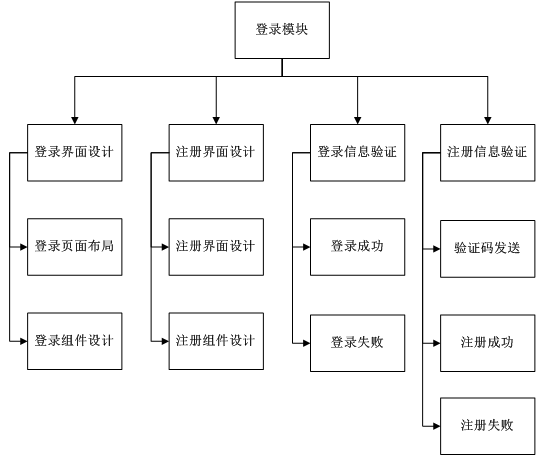 登录模块
登录界面设计
注册界面设计
登录信息验证
注册信息验证
登录页面布局
注册界面设计
登录成功
验证码发送
登录组件设计
注册组件设计
登录失败
注册成功
注册失败